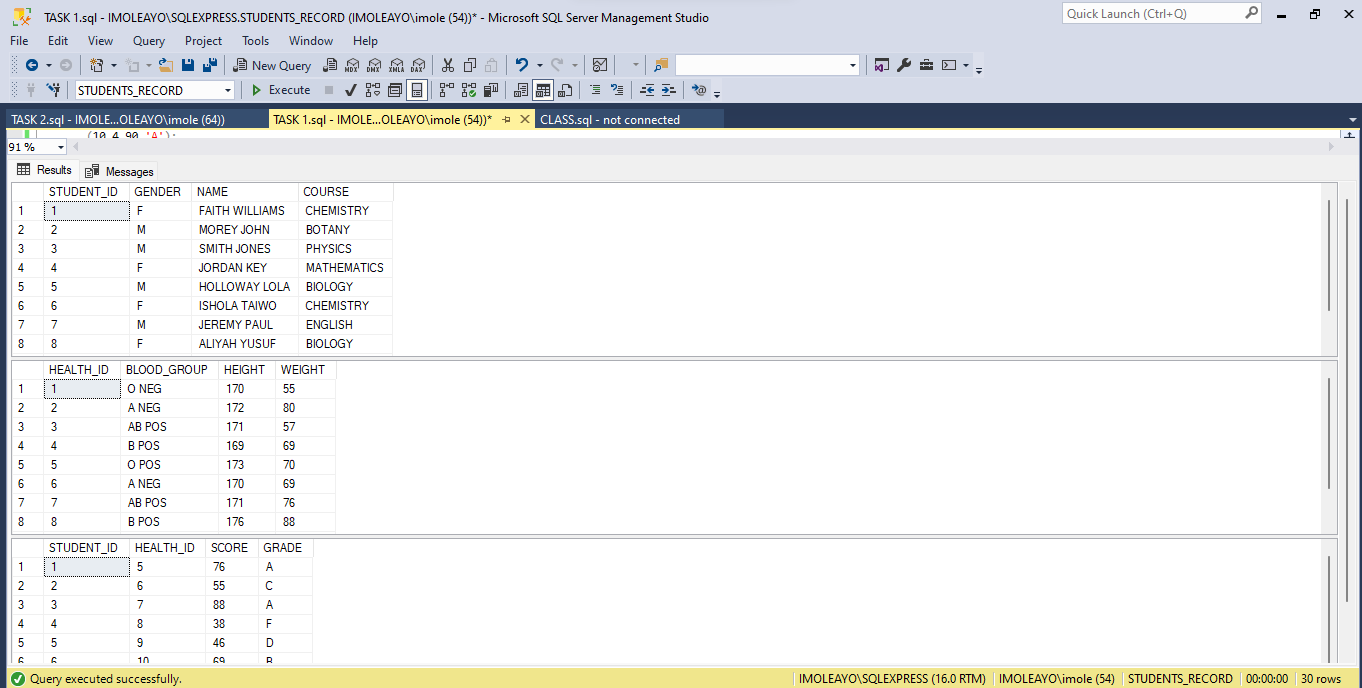 TASK 1.sql - IMOLEAYO\SQLEXPRESS.STUDENTS_RECORD (IMOLEAYO\imole (54))* - Microsoft SQL Server Management Studio
Quick Launch (Ctrl+Q)
File Edit View Query Project Tools Window Help
New Query MDX DMX XMLA DAX
STUDENTS_RECORD Execute
TASK 2.sql - IMOLE...OLEAYO\imole (64)) TASK 1.sql - IMOLE...OLEAYO\imole (54))* CLASS.sql - not connected
(10,4,90,'A');
91 %
Results Messages
STUDENT_ID GENDER NAME COURSE
1 1 F FAITH WILLIAMS CHEMISTRY
2 2 M MOREY JOHN BOTANY
3 3 M SMITH JONES PHYSICS
4 4 F JORDAN KEY MATHEMATICS
5 5 M HOLLOWAY LOLA BIOLOGY
6 6 F ISHOLA TAIWO CHEMISTRY
7 7 M JEREMY PAUL ENGLISH
8 8 F ALIYAH YUSUF BIOLOGY
HEALTH_ID BLOOD_GROUP HEIGHT WEIGHT
1 1 O NEG 170 55
2 2 A NEG 172 80
3 3 AB POS 171 57
4 4 B POS 169 69
5 5 O POS 173 70
6 6 A NEG 170 69
7 7 AB POS 171 76
8 8 B POS 176 88
STUDENT_ID HEALTH_ID SCORE GRADE
1 1 5 76 A
2 2 6 55 C
3 3 7 88 A
4 4 8 38 F
5 5 9 46 D
6 6 10 69 B
Query executed successfully. IMOLEAYO\SQLEXPRESS (16.0 RTM) IMOLEAYO\imole (54) STUDENTS_RECORD 00:00:00 30 rows